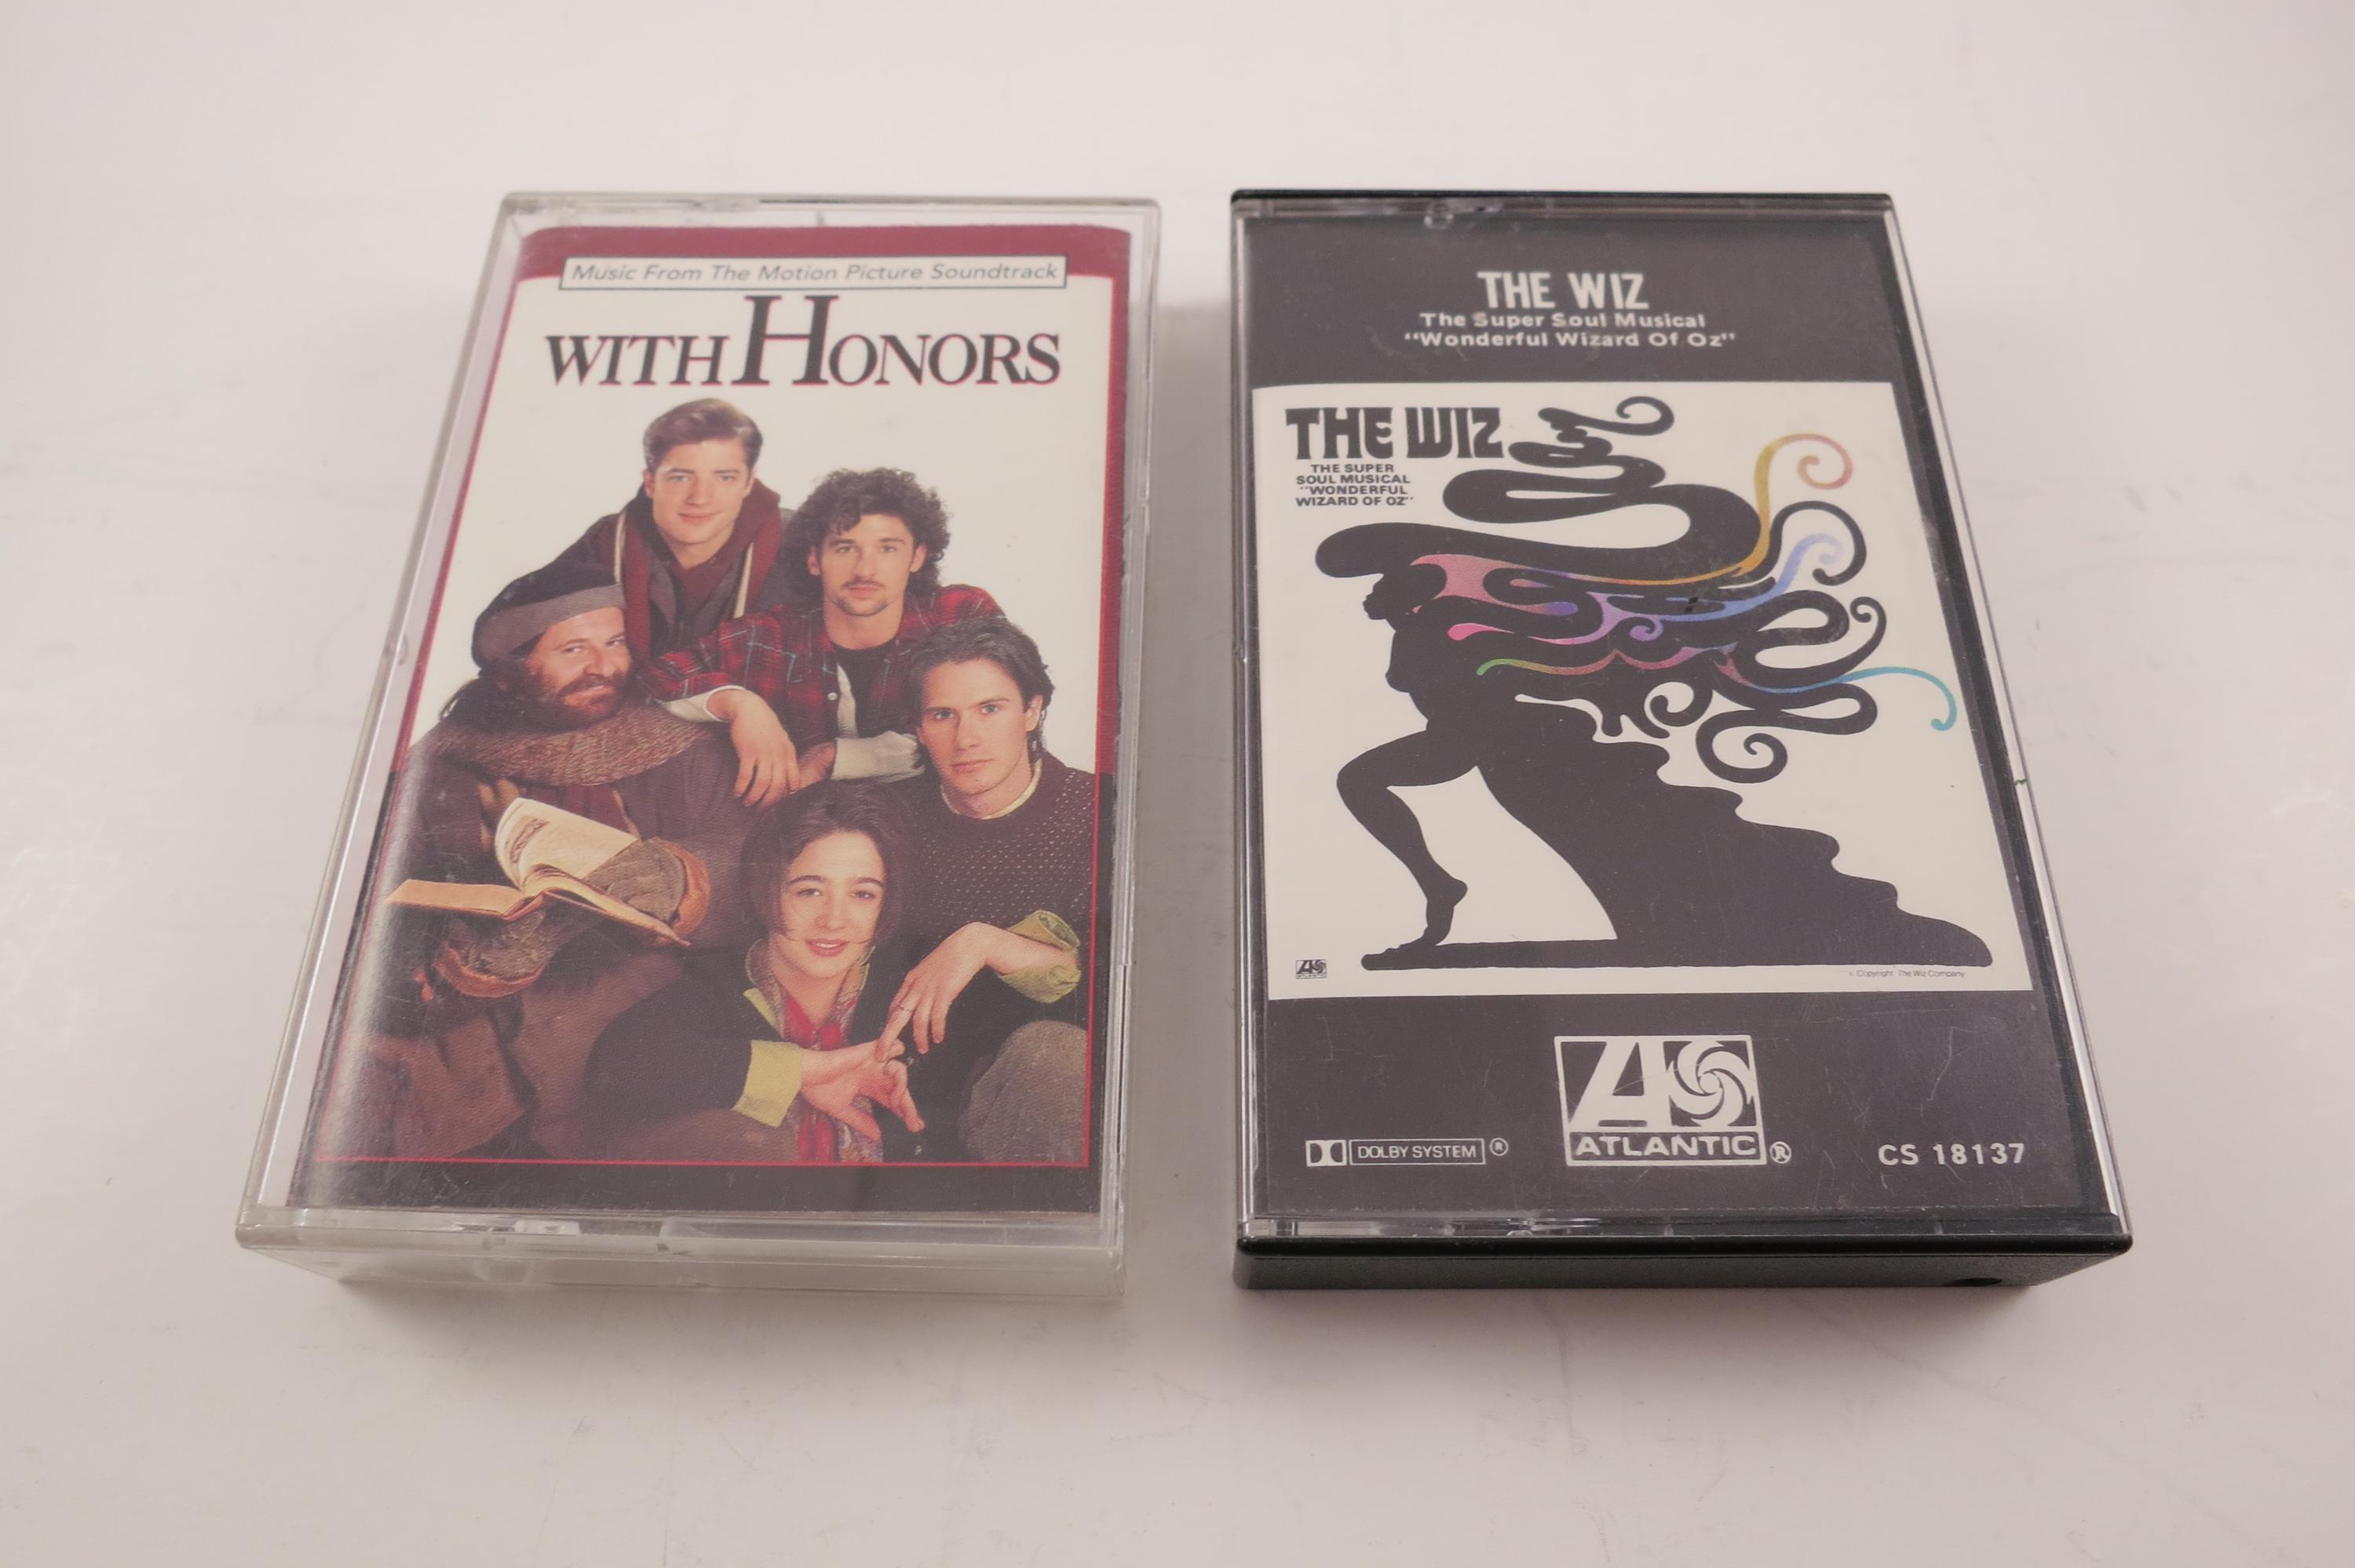 Music From The Motion Picture Soundtrack
WITH HONORS
THE WIZ
The Super Soul Musical
"Wonderful Wizard Of Oz"
THE WIZ
THE SUPER
SOUL MUSICAL
"WONDERFUL
WIZARD OF OZ"
ATLANTIC
© Copyright The Wiz Company
DOLBY SYSTEM ®
ATLANTIC ®
CS 18137